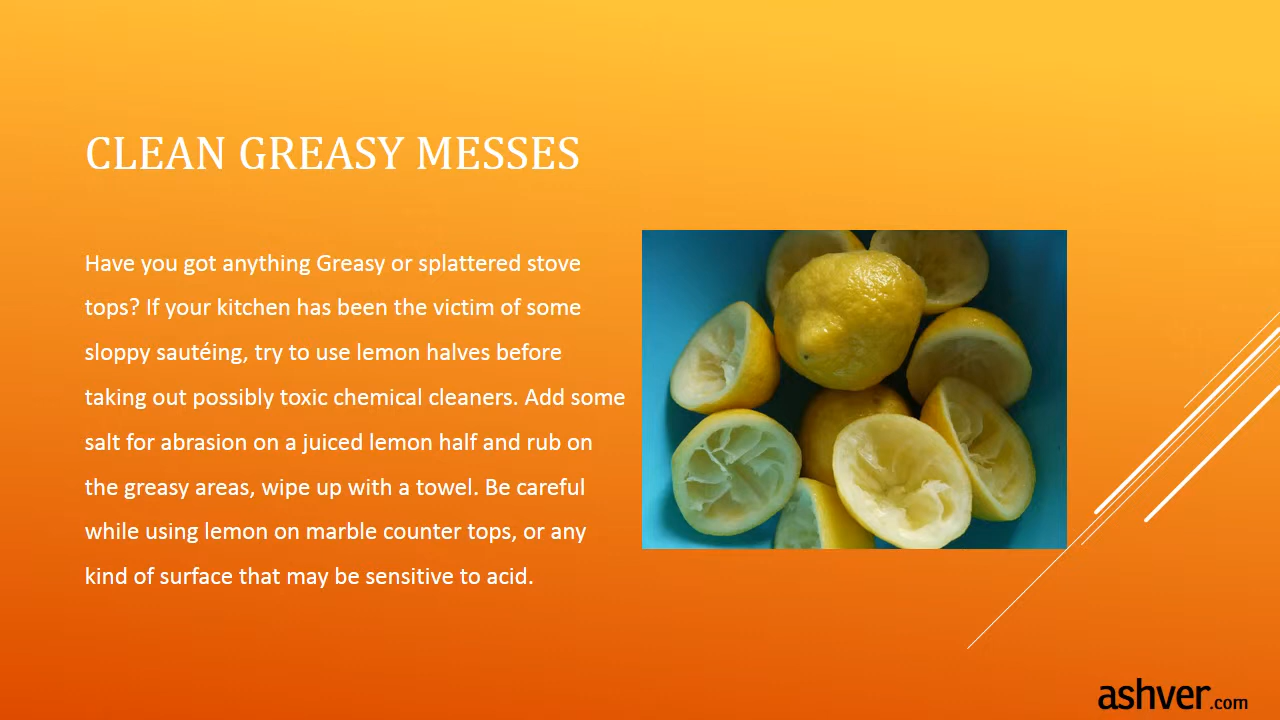 CLEAN GREASY MESSES
Have you got anything Greasy or splattered stove
tops? If your kitchen has been the victim of some
sloppy sautéing, try to use lemon halves before
taking out possibly toxic chemical cleaners. Add some
salt for abrasion on a juiced lemon half and rub on
the greasy areas, wipe up with a towel. Be careful
while using lemon on marble counter tops, or any
kind of surface that may be sensitive to acid.
ashver.com